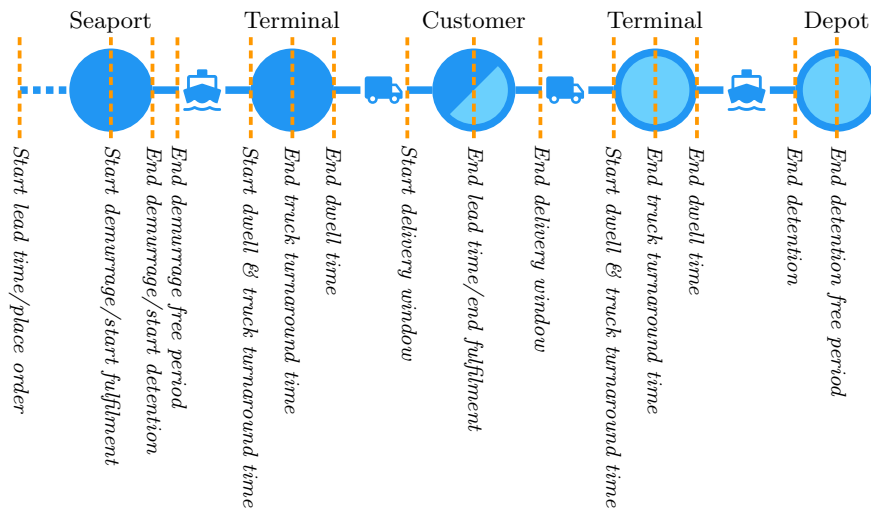 Seaport
Terminal
Customer
Terminal
Depot
Start lead time/place order
Start demurrage/start fulfilment
End demurrage/start detention
End demurrage free period
Start dwell & truck turnaround time
End truck turnaround time
End dwell time
Start delivery window
End lead time/end fulfilment
End delivery window
Start dwell & truck turnaround time
End truck turnaround time
End dwell time
End detention
End detention free period